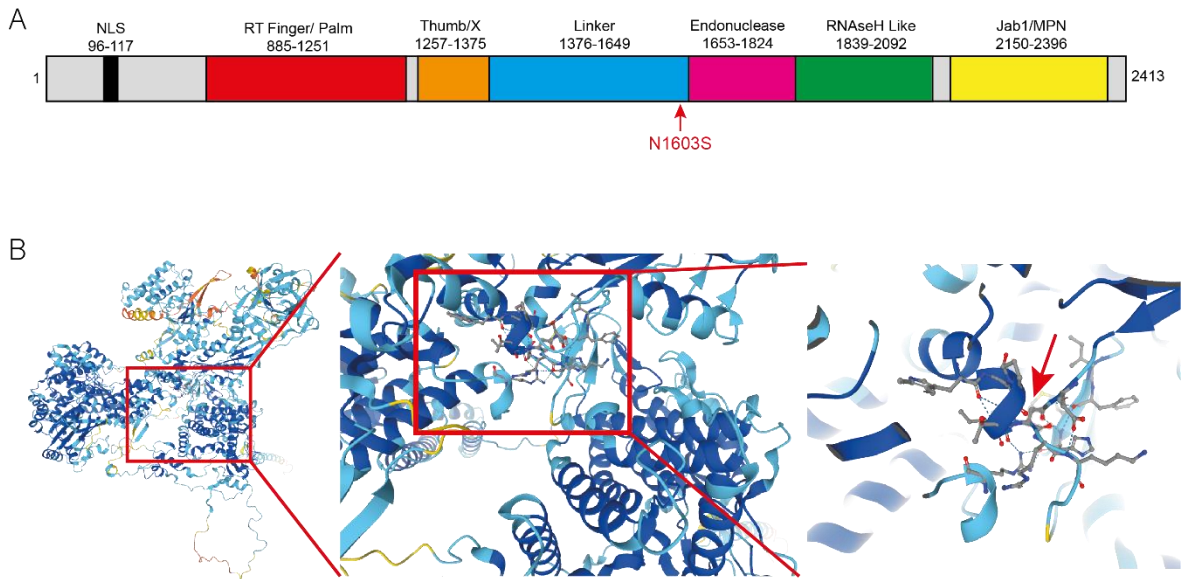 A
NLS
96-117
RT Finger/ Palm
885-1251
Thumb/X
1257-1375
Linker
1376-1649
Endonuclease
1653-1824
RNAseH Like
1839-2092
Jab1/MPN
2150-2396
1
2413
N1603S
B